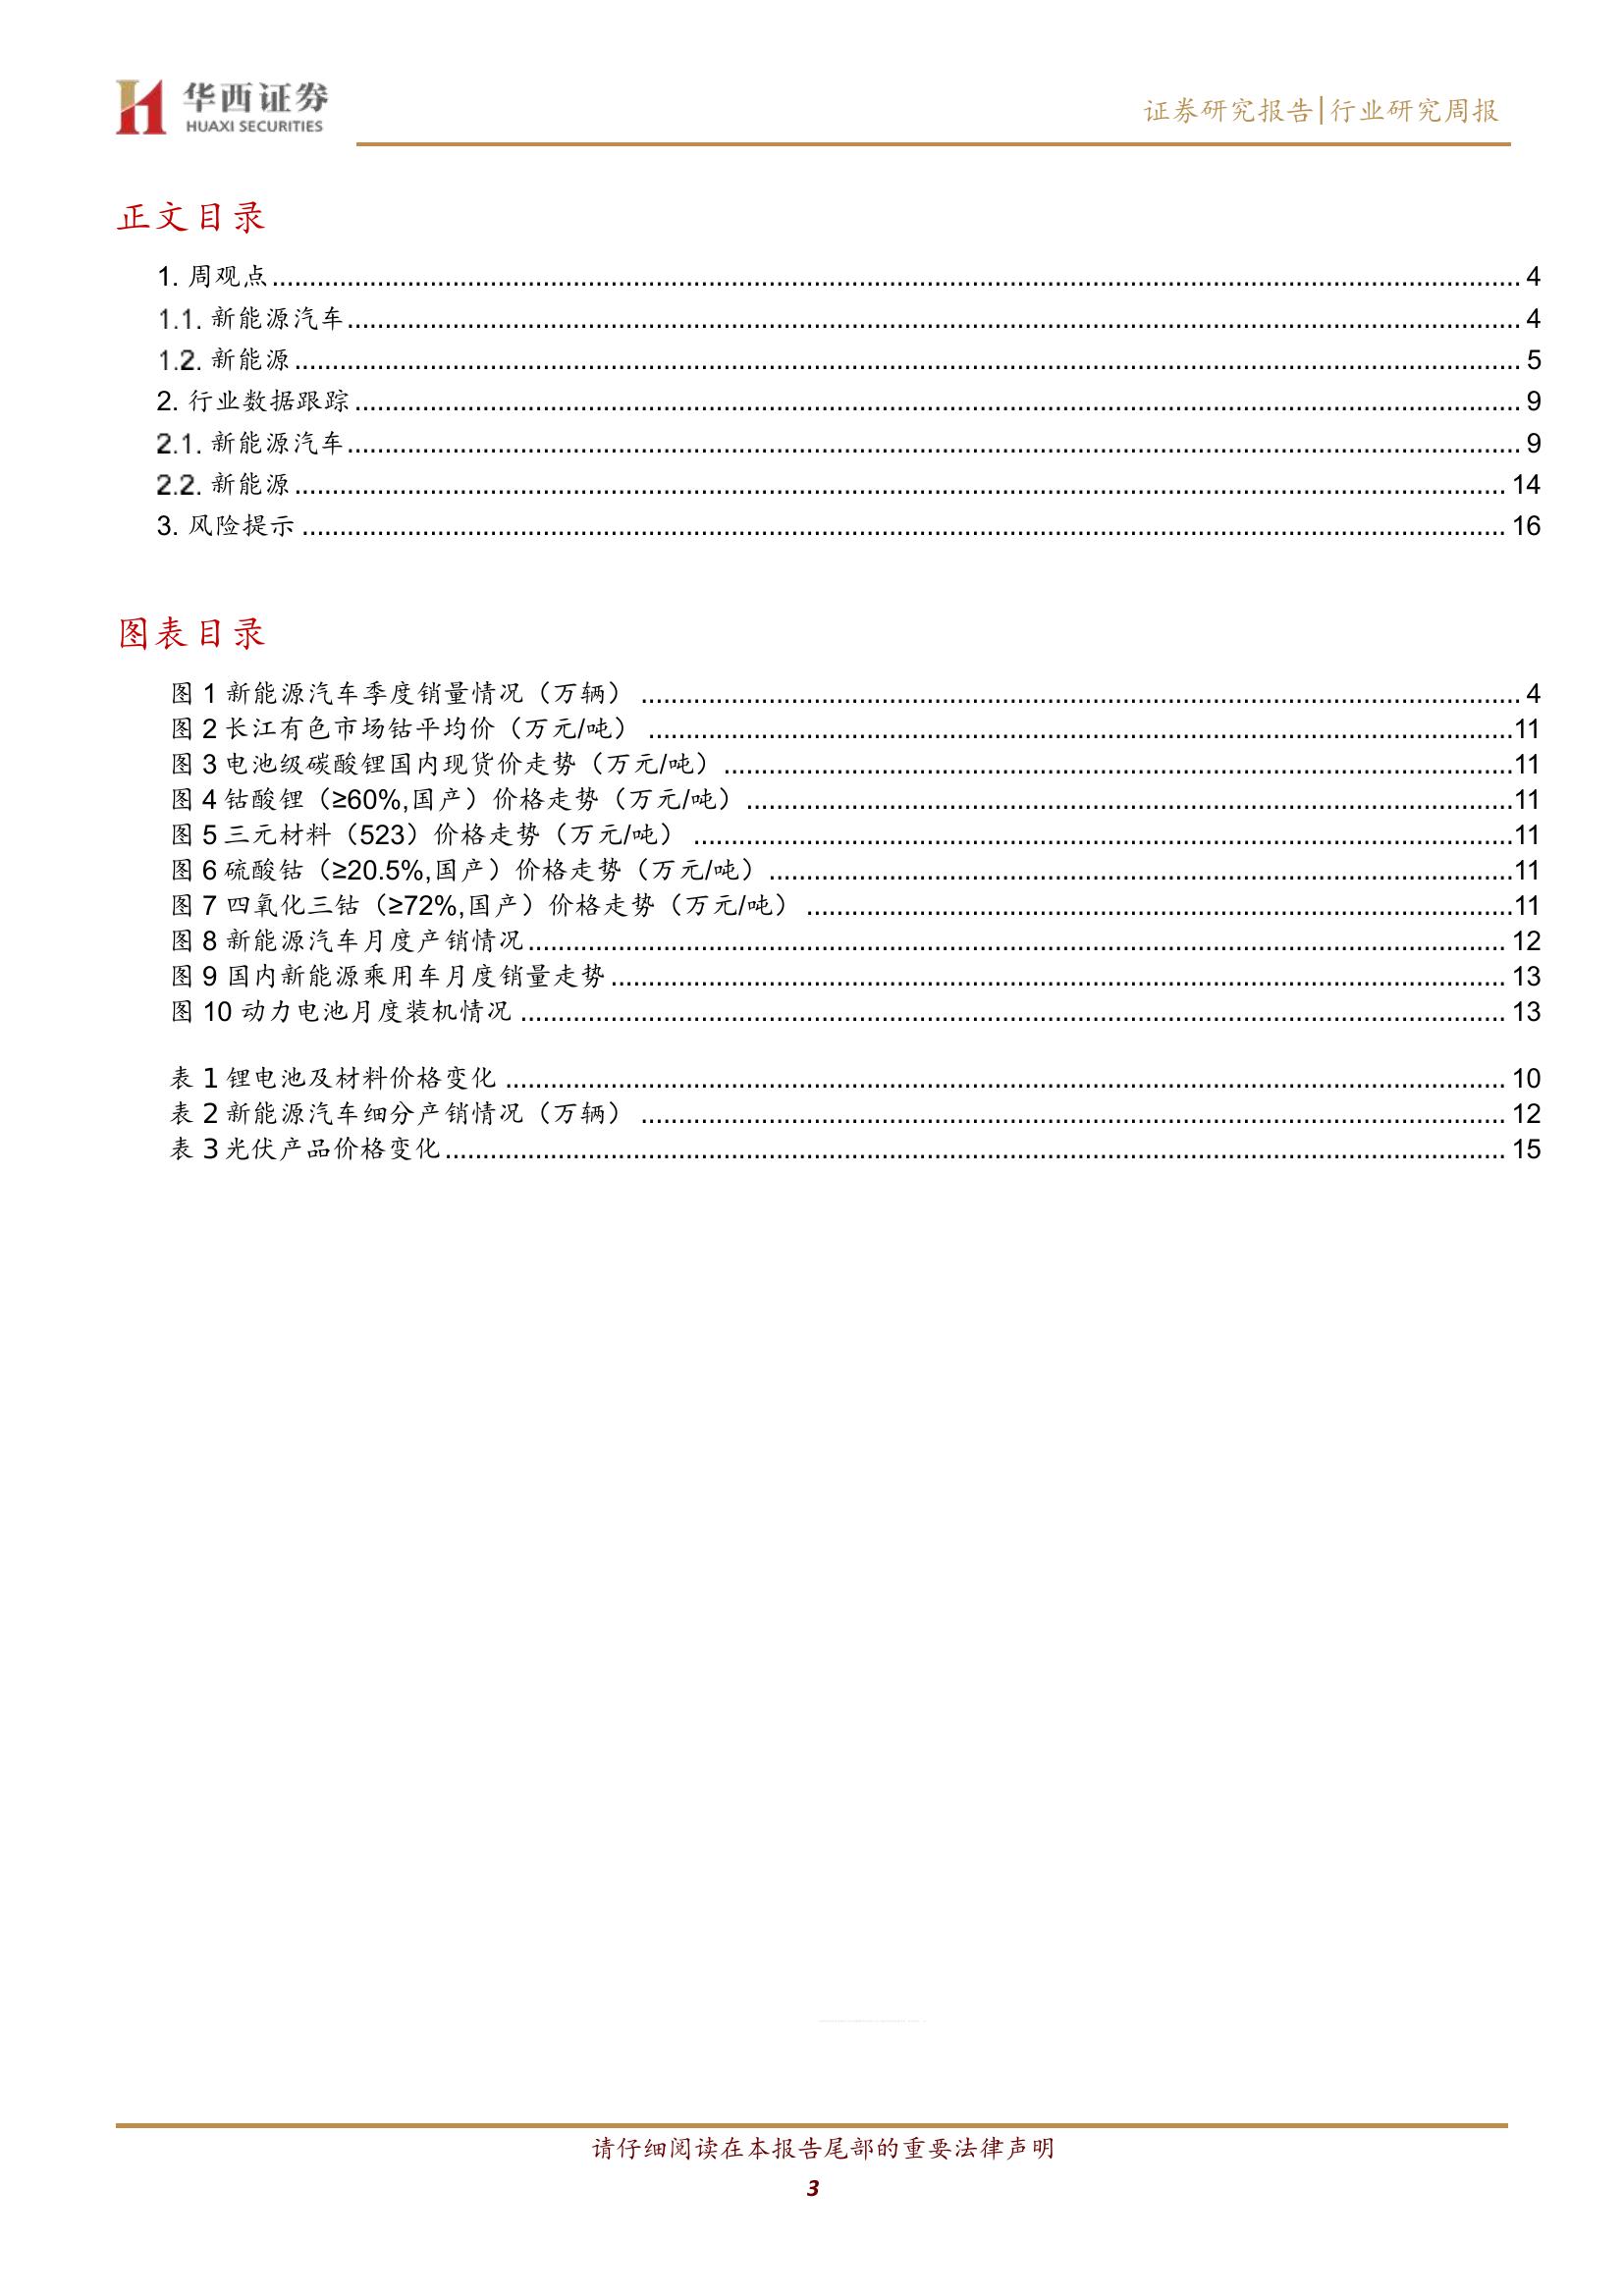 华西证券
HUAXI SECURITIES
证券研究报告|行业研究周报
正文目录
1. 周观点 4
1.1. 新能源汽车 4
1.2. 新能源 5
2. 行业数据跟踪 9
2.1. 新能源汽车 9
2.2. 新能源 14
3. 风险提示 16
图表目录
图 1 新能源汽车季度销量情况（万辆） 4
图 2 长江有色市场钴平均价（万元/吨） 11
图 3 电池级碳酸锂国内现货价走势（万元/吨） 11
图 4 钴酸锂（≥60%,国产）价格走势（万元/吨） 11
图 5 三元材料（523）价格走势（万元/吨） 11
图 6 硫酸钴（≥20.5%,国产）价格走势（万元/吨） 11
图 7 四氧化三钴（≥72%,国产）价格走势（万元/吨） 11
图 8 新能源汽车月度产销情况 12
图 9 国内新能源乘用车月度销量走势 13
图 10 动力电池月度装机情况 13
表 1 锂电池及材料价格变化 10
表 2 新能源汽车细分产销情况（万辆） 12
表 3 光伏产品价格变化 15
请仔细阅读在本报告尾部的重要法律声明
3